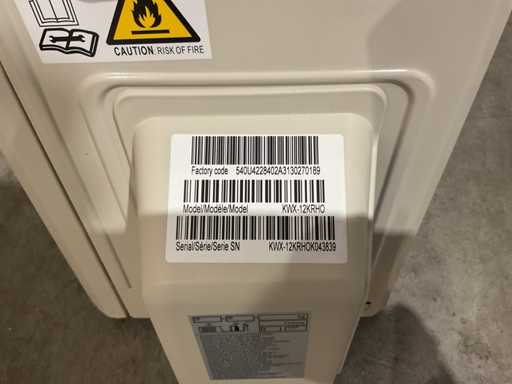 CAUTION: RISK OF FIRE
Factory code 540U4228402A3130270189
Model/Modèle/Model KWX-12KRHO
Serial/Série/Serie SN KWX-12KRHOK043839